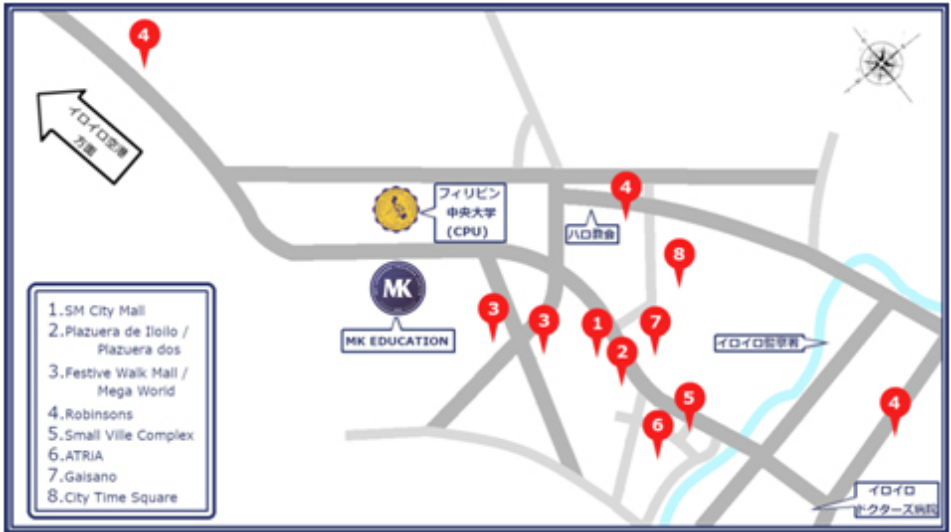 4
イロイロ空港
方面
フィリピン
中央大学
(CPU)
4
ハロ教会
8
MK
MK EDUCATION
3
3
1
7
2
イロイロ監察署
5
4
6
1.SM City Mall
2.Plazuera de Iloilo /
Plazuera dos
3.Festive Walk Mall /
Mega World
4.Robinsons
5.Small Ville Complex
6.ATRiA
7.Gaisano
8.City Time Square
イロイロ
ドクターズ病院